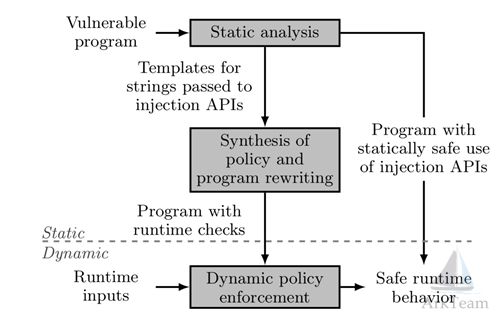 Vulnerable
program
Static analysis
Templates for
strings passed to
injection APIs
Synthesis of
policy and
program rewriting
Program with
statically safe use
of injection APIs
Program with
runtime checks
Static
Dynamic
Runtime
inputs
Dynamic policy
enforcement
Safe runtime
behavior
ArkTeam